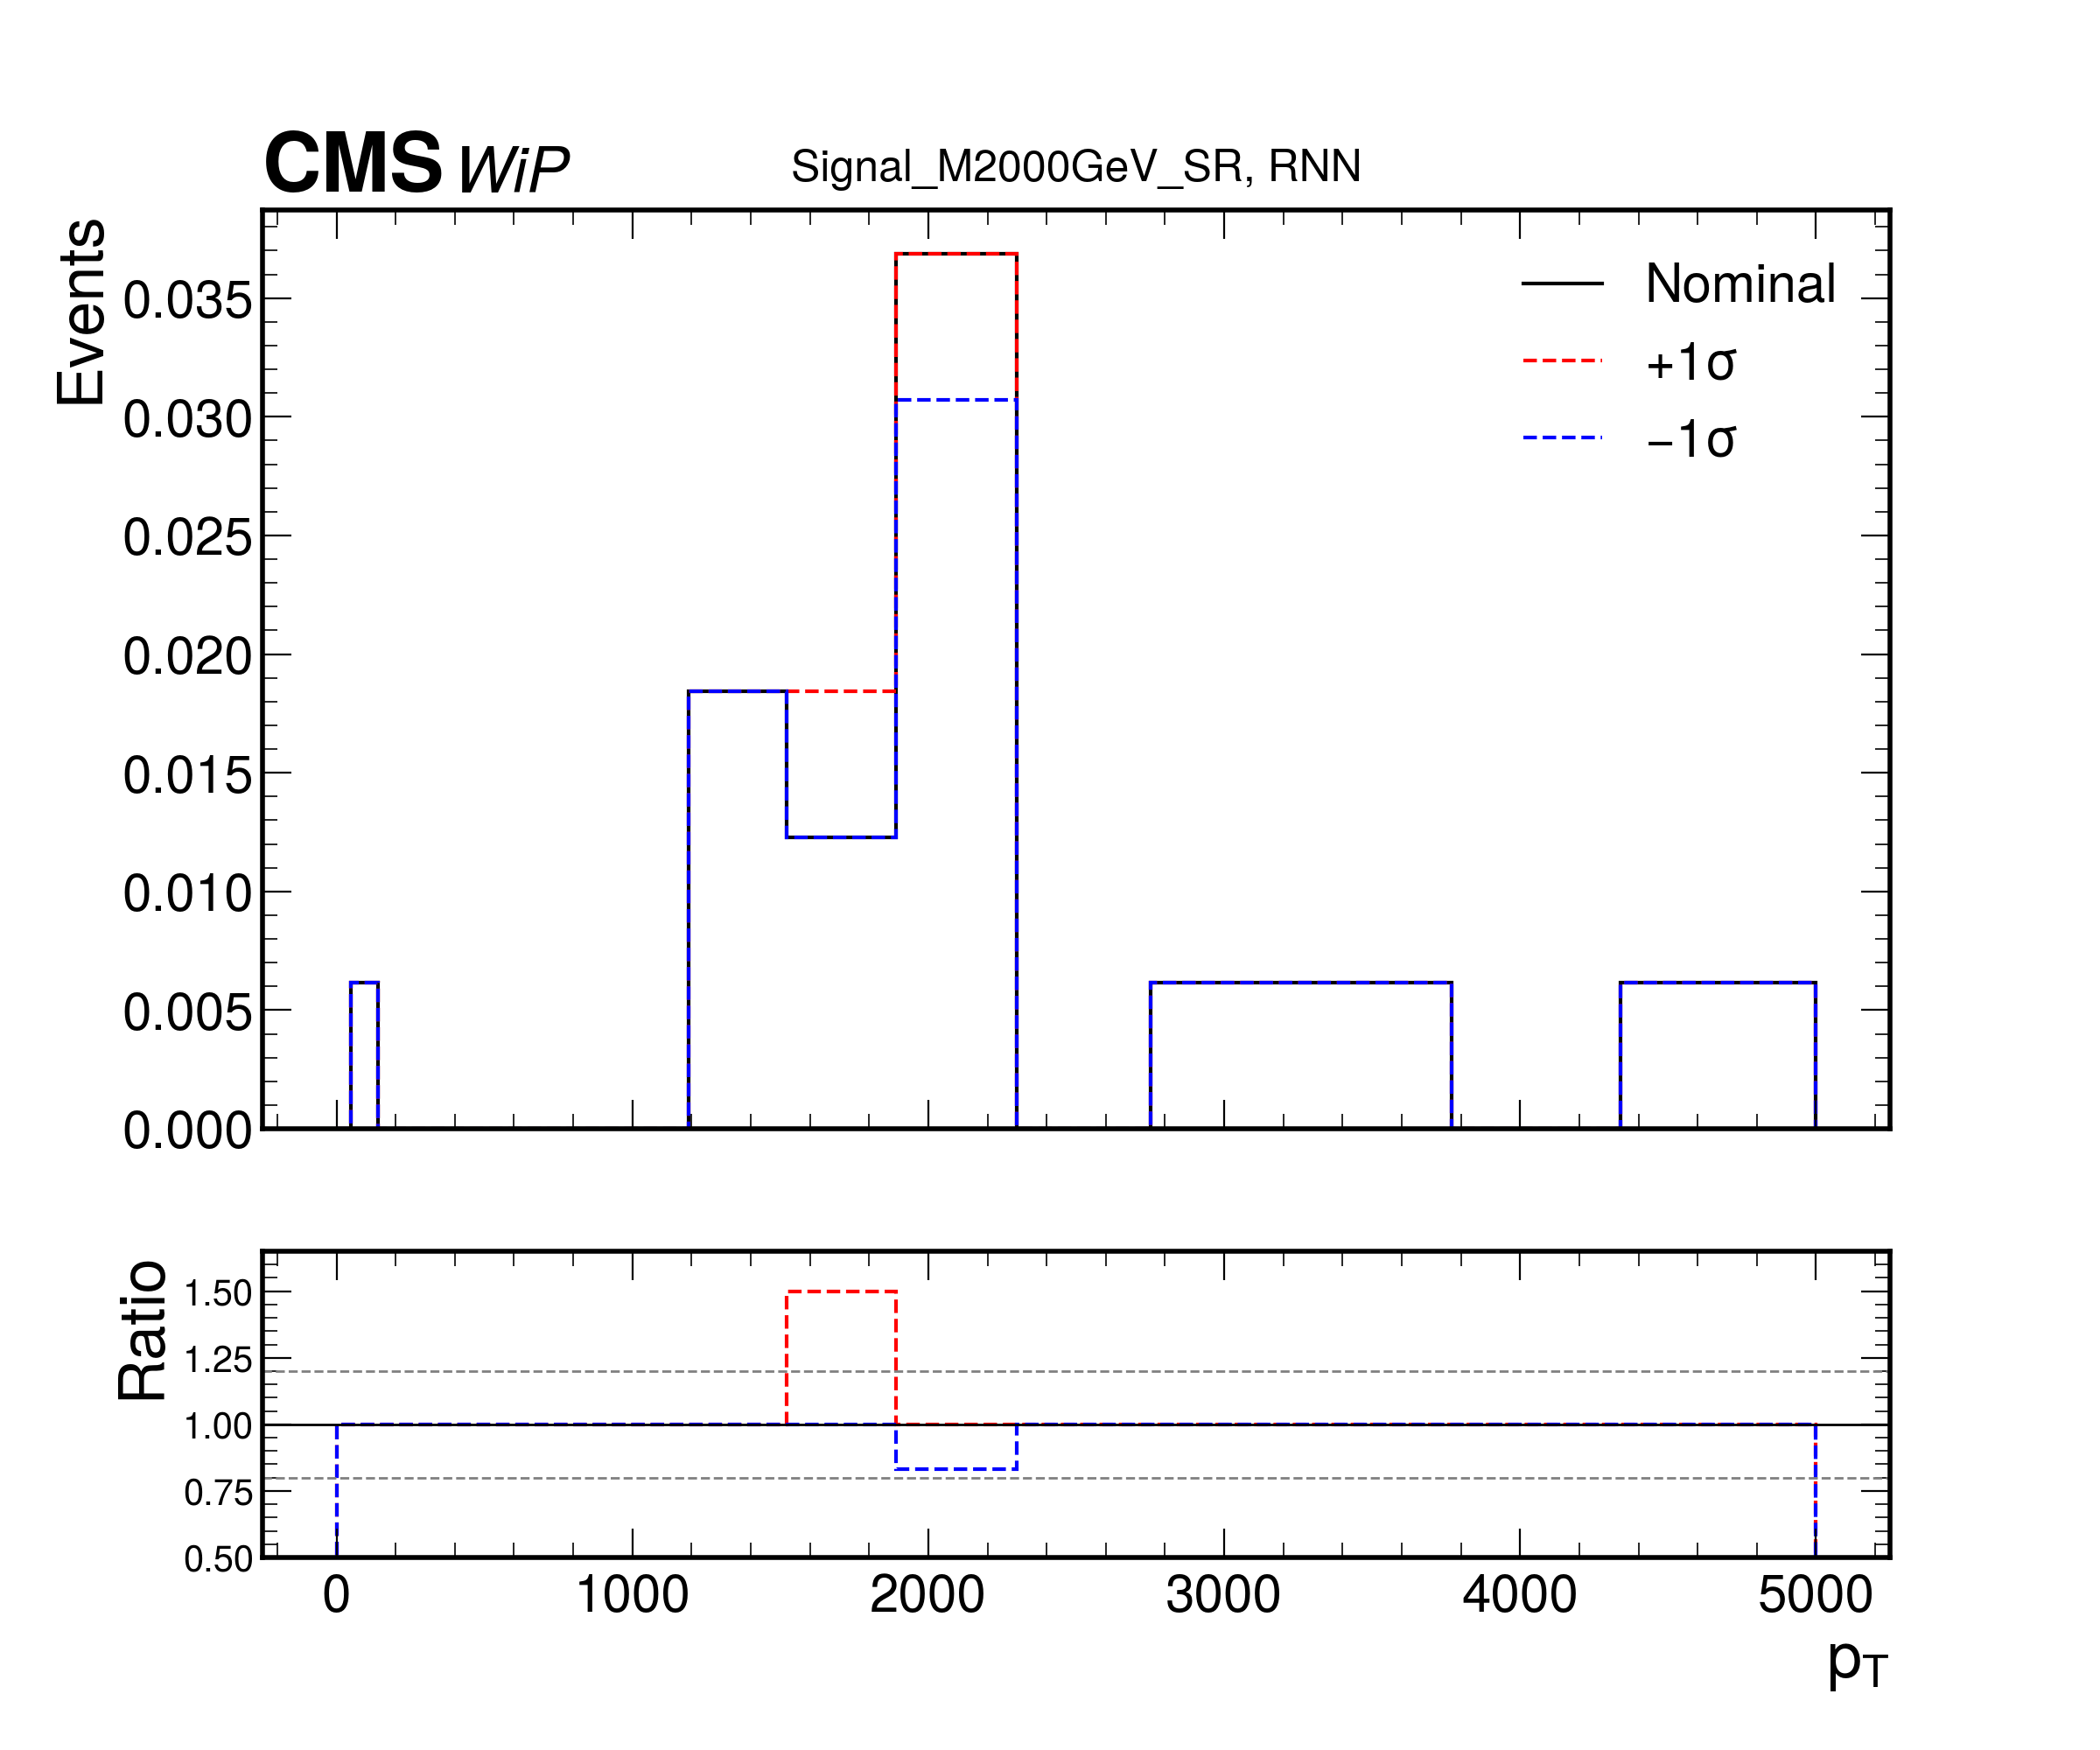 CMS WiP Signal_M2000GeV_SR, RNN
Events
0.035
0.030
0.025
0.020
0.015
0.010
0.005
0.000
Nominal
+1σ
−1σ
Ratio
1.50
1.25
1.00
0.75
0.50
0 1000 2000 3000 4000 5000
pT